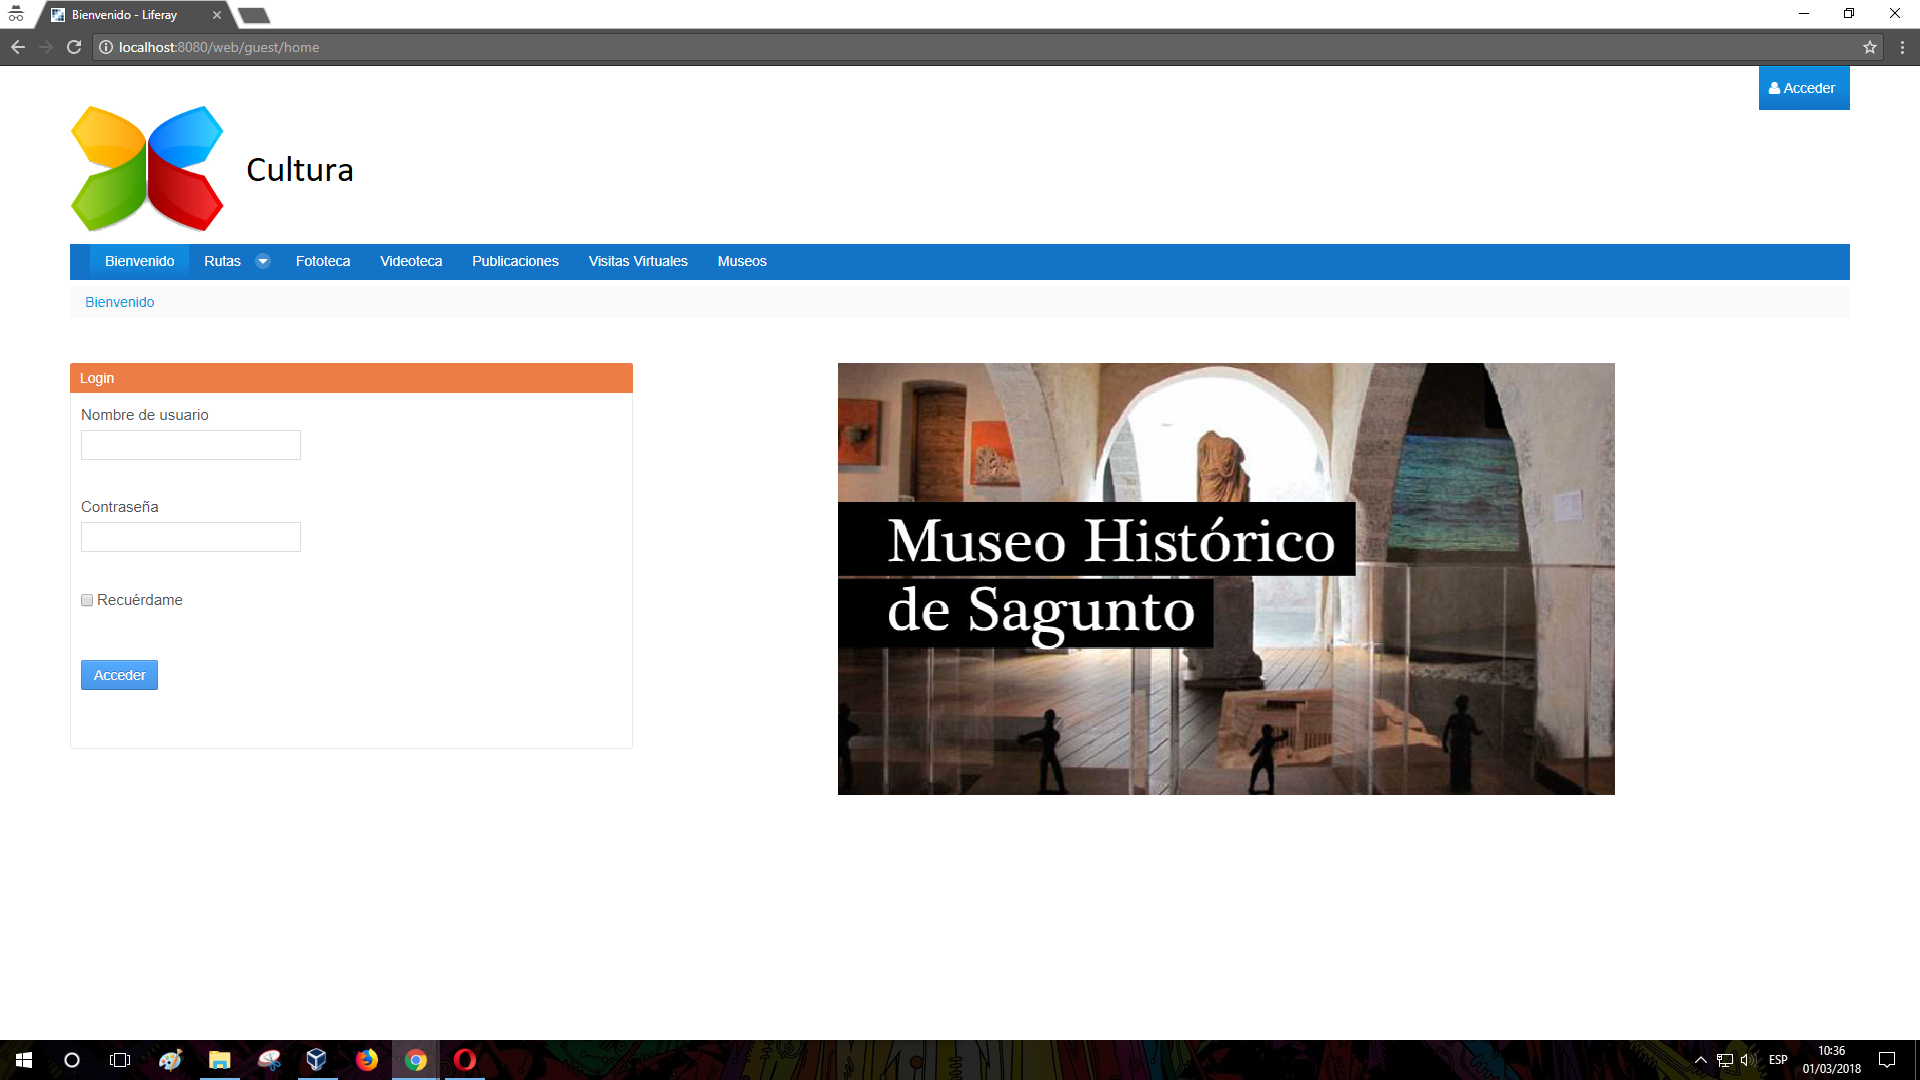 Bienvenido - Liferay
localhost:8080/web/guest/home
Acceder
Cultura
Bienvenido Rutas Fototeca Videoteca Publicaciones Visitas Virtuales Museos
Bienvenido
Login
Nombre de usuario
Contraseña
Recuérdame
Acceder
Museo Histórico
de Sagunto
ESP
10:36
01/03/2018